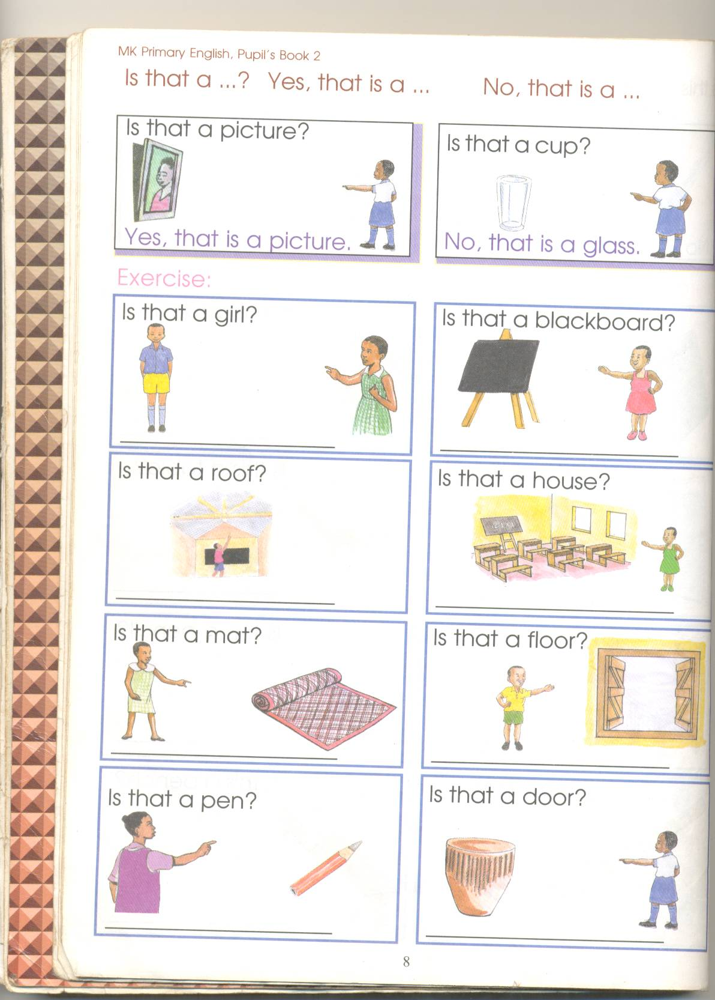 MK Primary English, Pupil's Book 2
Is that a ...? Yes, that is a ... No, that is a ...
Is that a picture?
Yes, that is a picture.
Is that a cup?
No, that is a glass.
Exercise:
Is that a girl?
Is that a blackboard?
Is that a roof?
Is that a house?
Is that a mat?
Is that a floor?
Is that a pen?
Is that a door?
8